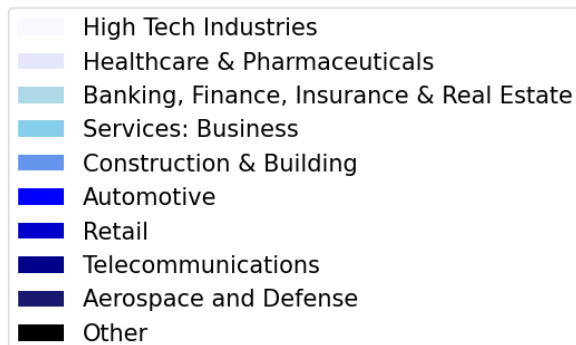 High Tech Industries
Healthcare & Pharmaceuticals
Banking, Finance, Insurance & Real Estate
Services: Business
Construction & Building
Automotive
Retail
Telecommunications
Aerospace and Defense
Other